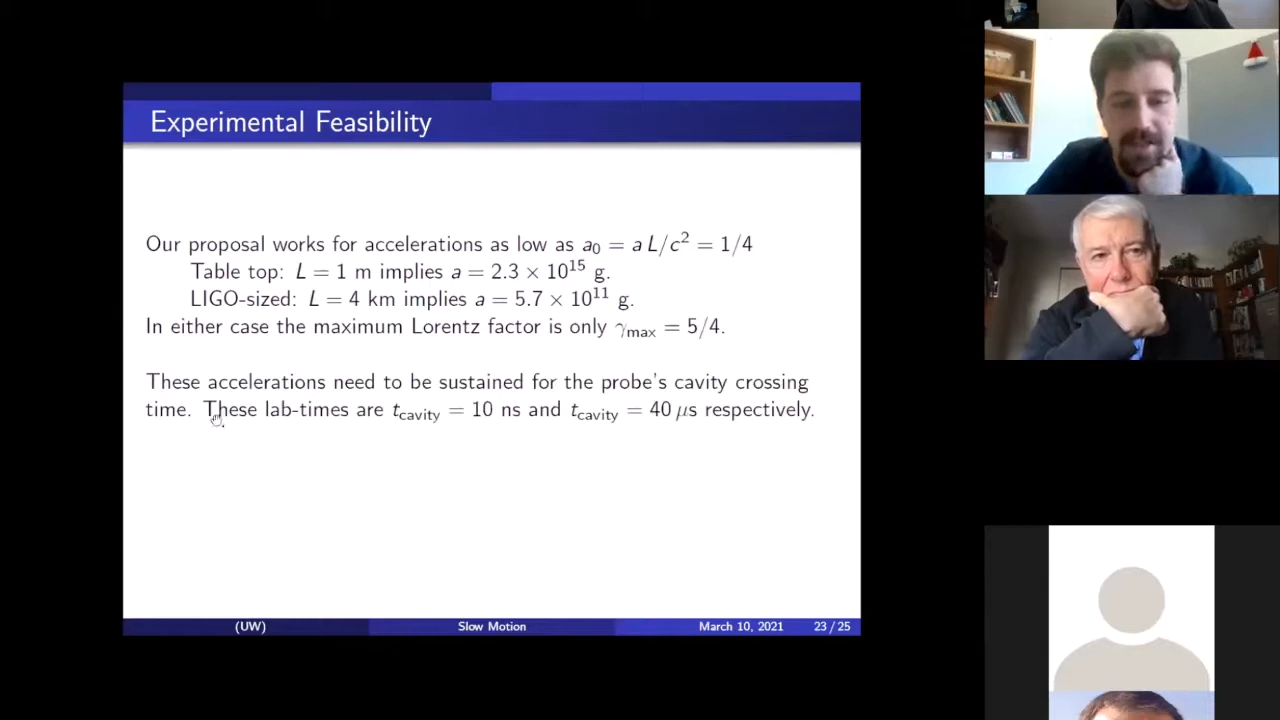 Experimental Feasibility
Our proposal works for accelerations as low as a₀ = a L/c² = 1/4
Table top: L = 1 m implies a = 2.3 × 10¹⁵ g.
LIGO-sized: L = 4 km implies a = 5.7 × 10¹¹ g.
In either case the maximum Lorentz factor is only γmax = 5/4.
These accelerations need to be sustained for the probe's cavity crossing
time. These lab-times are tcavity = 10 ns and tcavity = 40 μs respectively.
(UW) Slow Motion March 10, 2021 23 / 25